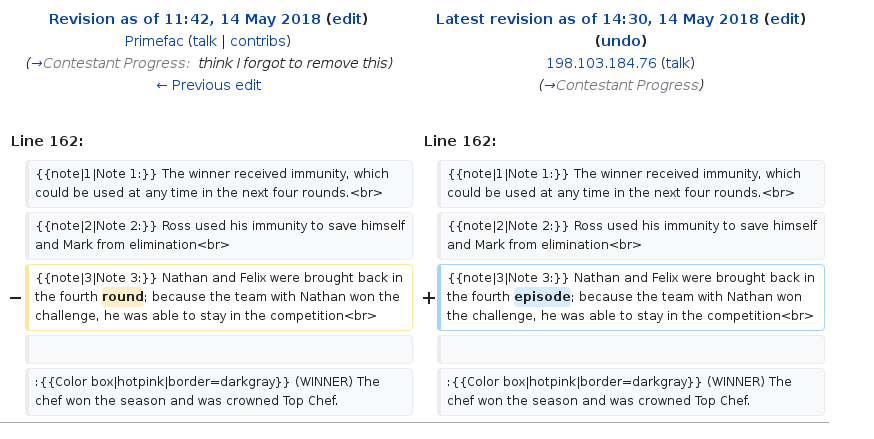 Revision as of 11:42, 14 May 2018 (edit)
Primefac (talk | contribs)
(→Contestant Progress: think I forgot to remove this)
← Previous edit
Latest revision as of 14:30, 14 May 2018 (edit)
(undo)
198.103.184.76 (talk)
(→Contestant Progress)
Line 162:
{{note|1|Note 1:}} The winner received immunity, which
could be used at any time in the next four rounds.<br>
{{note|2|Note 2:}} Ross used his immunity to save himself
and Mark from elimination<br>
− {{note|3|Note 3:}} Nathan and Felix were brought back in
the fourth round; because the team with Nathan won the
challenge, he was able to stay in the competition<br>
:{{Color box|hotpink|border=darkgray}} (WINNER) The
chef won the season and was crowned Top Chef.
Line 162:
{{note|1|Note 1:}} The winner received immunity, which
could be used at any time in the next four rounds.<br>
{{note|2|Note 2:}} Ross used his immunity to save himself
and Mark from elimination<br>
+ {{note|3|Note 3:}} Nathan and Felix were brought back in
the fourth episode; because the team with Nathan won
the challenge, he was able to stay in the competition<br>
:{{Color box|hotpink|border=darkgray}} (WINNER) The
chef won the season and was crowned Top Chef.